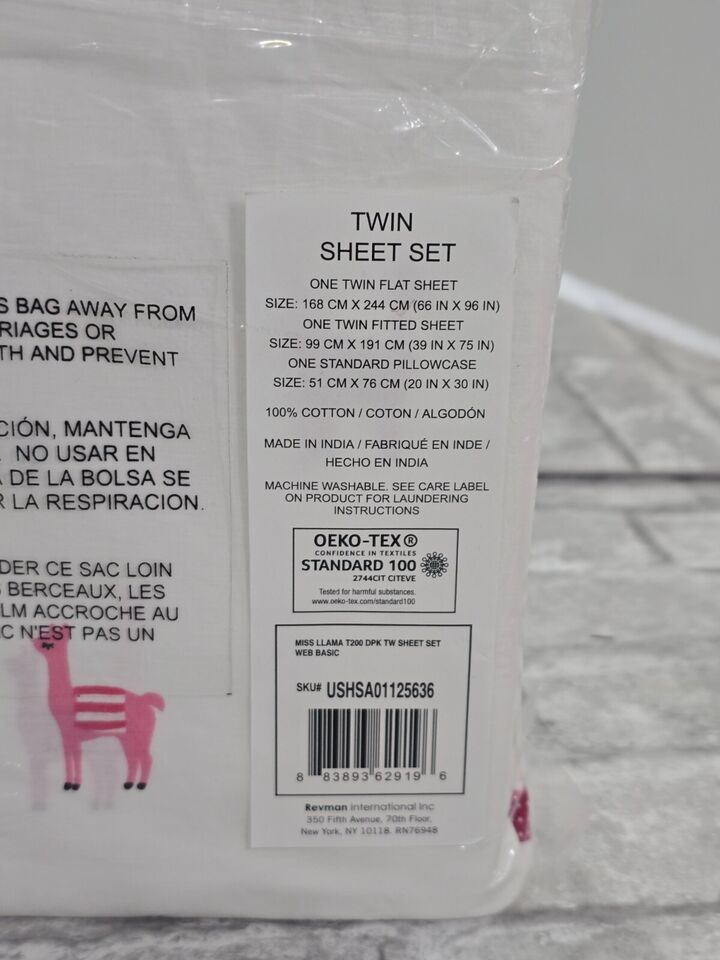 S BAG AWAY FROM
RIAGES OR
TH AND PREVENT
CIÓN, MANTENGA
. NO USAR EN
A DE LA BOLSA SE
R LA RESPIRACION.
DER CE SAC LOIN
S BERCEAUX, LES
LM ACCROCHE AU
C N'EST PAS UN
TWIN
SHEET SET
ONE TWIN FLAT SHEET
SIZE: 168 CM X 244 CM (66 IN X 96 IN)
ONE TWIN FITTED SHEET
SIZE: 99 CM X 191 CM (39 IN X 75 IN)
ONE STANDARD PILLOWCASE
SIZE: 51 CM X 76 CM (20 IN X 30 IN)
100% COTTON / COTON / ALGODÓN
MADE IN INDIA / FABRIQUÉ EN INDE /
HECHO EN INDIA
MACHINE WASHABLE. SEE CARE LABEL
ON PRODUCT FOR LAUNDERING
INSTRUCTIONS
OEKO-TEX®
CONFIDENCE IN TEXTILES
STANDARD 100
2744CIT CITEVE
Tested for harmful substances.
www.oeko-tex.com/standard100
MISS LLAMA T200 DPK TW SHEET SET
WEB BASIC
SKU# USHSA01125636
8 83893 62919 6
Revman International Inc
350 Fifth Avenue, 70th Floor,
New York, NY 10118 RN76948